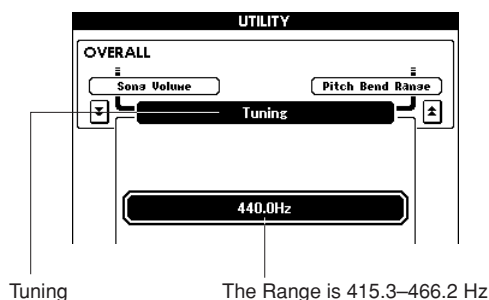 UTILITY
OVERALL
Song Volume
Pitch Bend Range
Tuning
440.0Hz
Tuning
The Range is 415.3–466.2 Hz